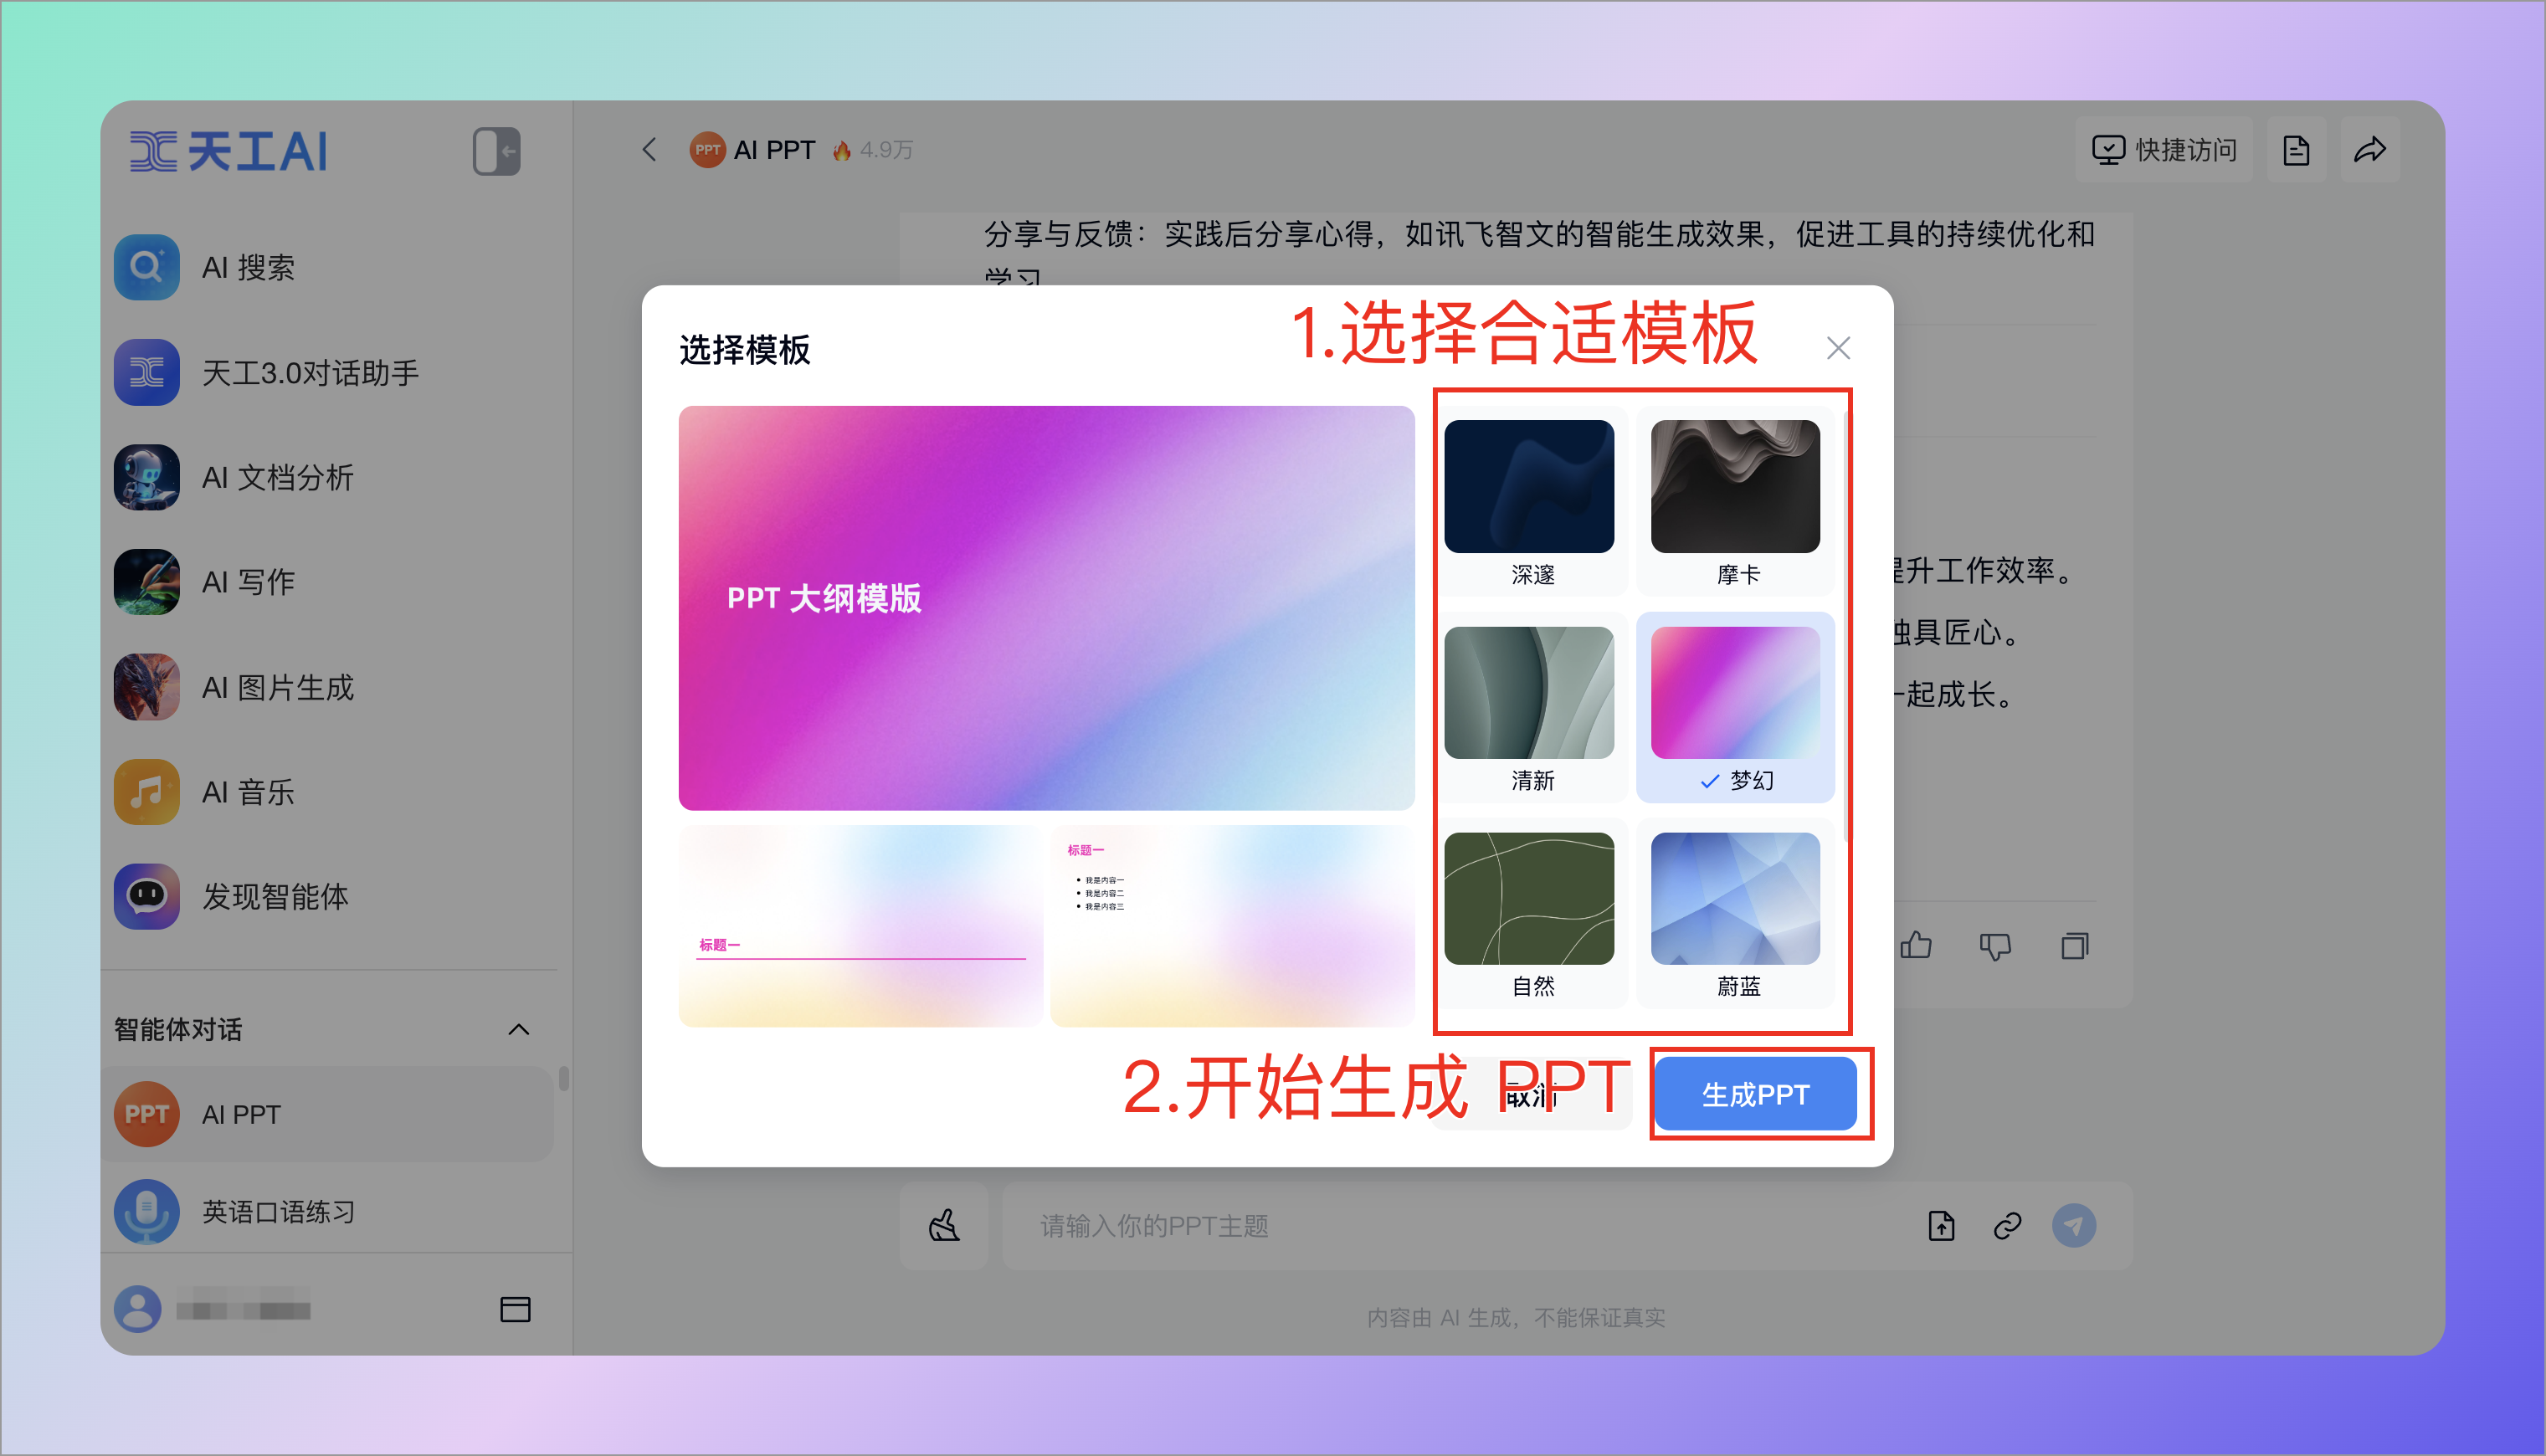 天工AI
AI 搜索
天工3.0对话助手
AI 文档分析
AI 写作
AI 图片生成
AI 音乐
发现智能体
智能体对话
PPT
AI PPT
英语口语练习
PPT
AI PPT
4.9万
快捷访问
分享与反馈：实践后分享心得，如讯飞智文的智能生成效果，促进工具的持续优化和
学习
升工作效率。
独具匠心。
一起成长。
选择模板
1.选择合适模板
PPT 大纲模版
标题一
标题一
我是内容一
我是内容二
我是内容三
深邃
摩卡
清新
梦幻
自然
蔚蓝
2.开始生成 PPT
取消
生成PPT
请输入你的PPT主题
内容由 AI 生成，不能保证真实